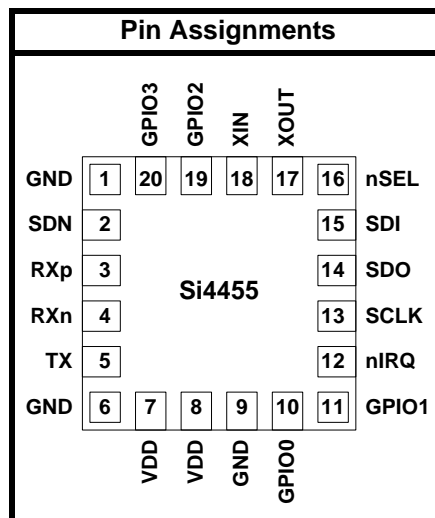 Pin Assignments
GPIO3 GPIO2 XIN XOUT
GND 1 20 19 18 17 16 nSEL
SDN 2 15 SDI
RXp 3 14 SDO
Si4455
RXn 4 13 SCLK
TX 5 12 nIRQ
GND 6 7 8 9 10 11 GPIO1
VDD VDD GND GPIO0